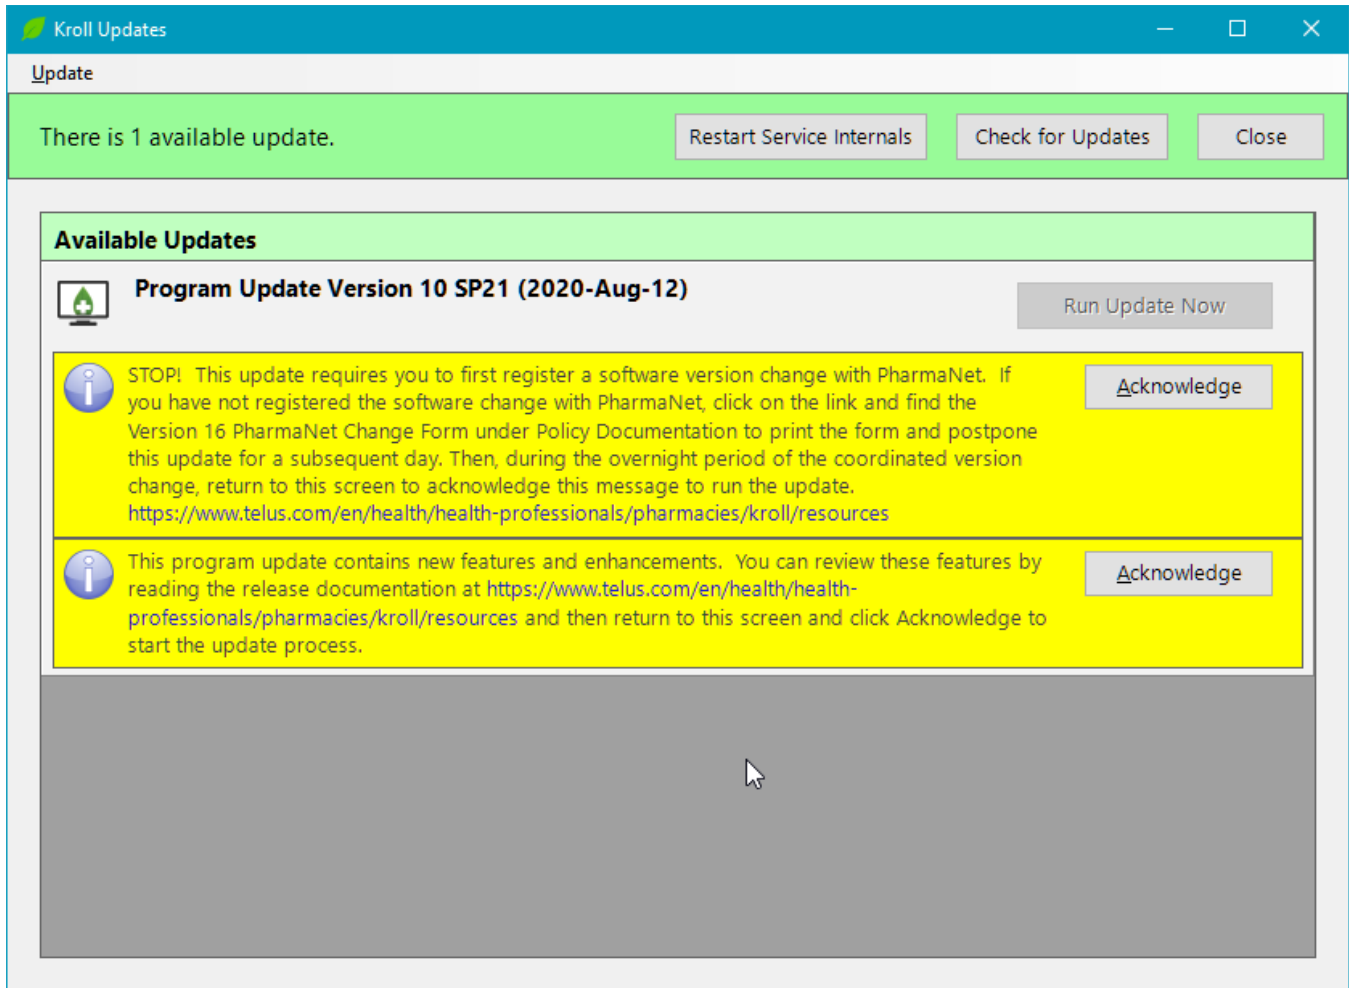 Kroll Updates
Update
There is 1 available update.
Restart Service Internals
Check for Updates
Close
Available Updates
Program Update Version 10 SP21 (2020-Aug-12)
Run Update Now
STOP!  This update requires you to first register a software version change with PharmaNet.  If
you have not registered the software change with PharmaNet, click on the link and find the
Version 16 PharmaNet Change Form under Policy Documentation to print the form and postpone
this update for a subsequent day. Then, during the overnight period of the coordinated version
change, return to this screen to acknowledge this message to run the update.
https://www.telus.com/en/health/health-professionals/pharmacies/kroll/resources
Acknowledge
This program update contains new features and enhancements.  You can review these features by
reading the release documentation at https://www.telus.com/en/health/health-
professionals/pharmacies/kroll/resources and then return to this screen and click Acknowledge to
start the update process.
Acknowledge